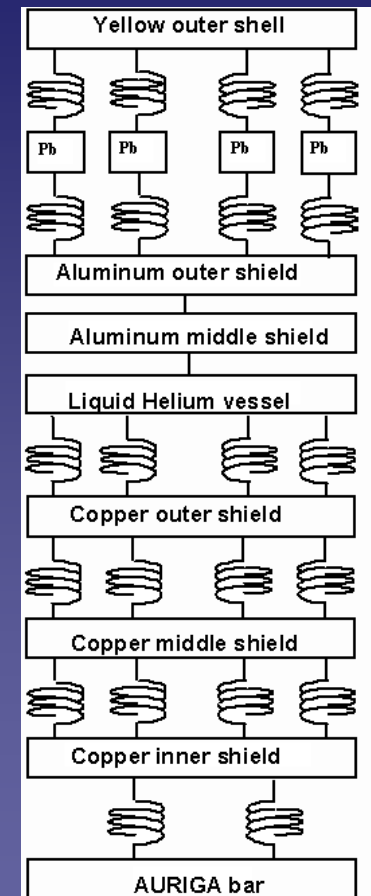 Yellow outer shell
Pb Pb Pb Pb
Aluminum outer shield
Aluminum middle shield
Liquid Helium vessel
Copper outer shield
Copper middle shield
Copper inner shield
AURIGA bar